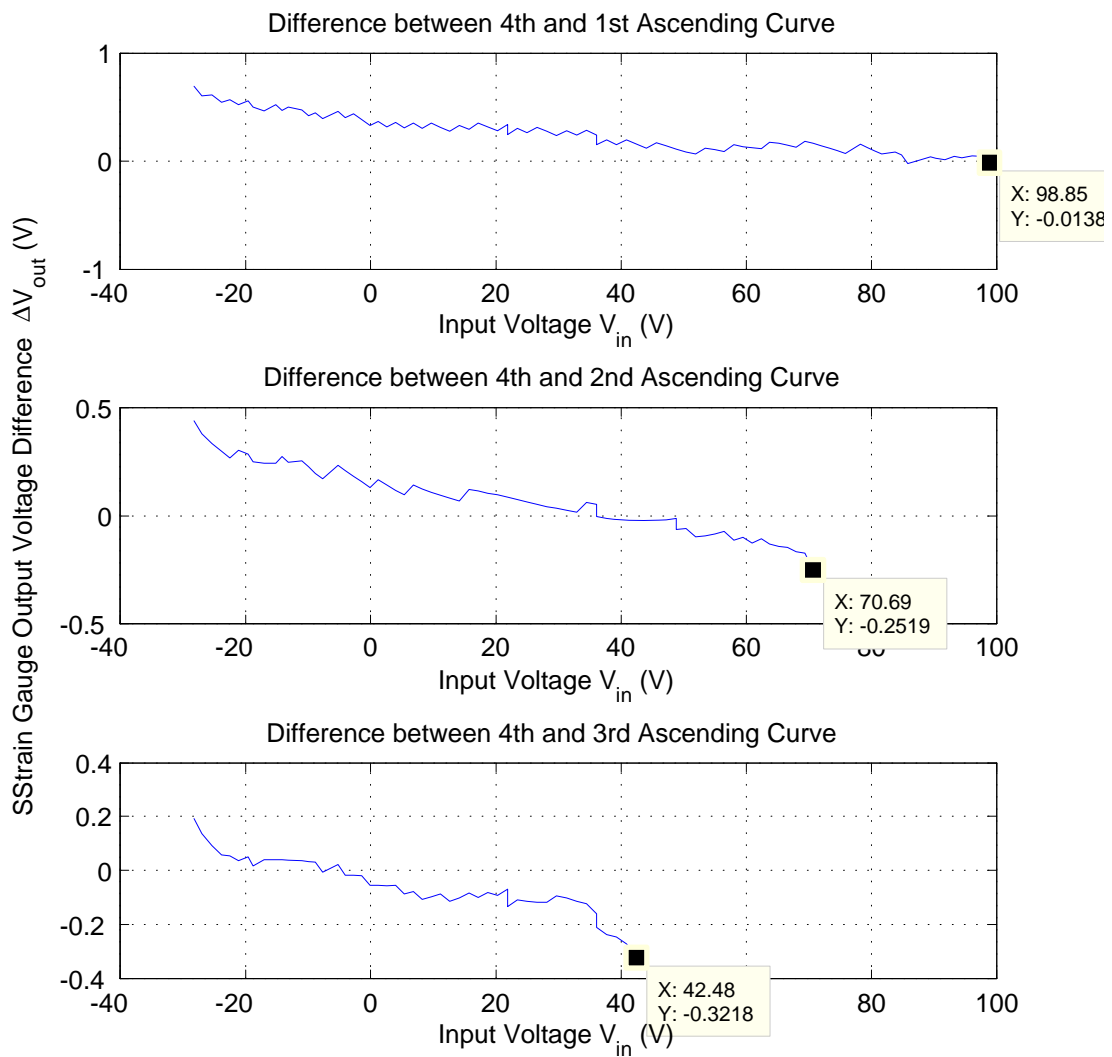 Difference between 4th and 1st Ascending Curve
1
0
-1
-40
-20
0
20
40
60
80
100
X: 98.85
Y: -0.0138
Input Voltage V_in (V)
SStrain Gauge Output Voltage Difference ΔV_out (V)
Difference between 4th and 2nd Ascending Curve
0.5
0
-0.5
-40
-20
0
20
40
60
80
100
X: 70.69
Y: -0.2519
Input Voltage V_in (V)
Difference between 4th and 3rd Ascending Curve
0.4
0.2
0
-0.2
-0.4
-40
-20
0
20
40
60
80
100
X: 42.48
Y: -0.3218
Input Voltage V_in (V)